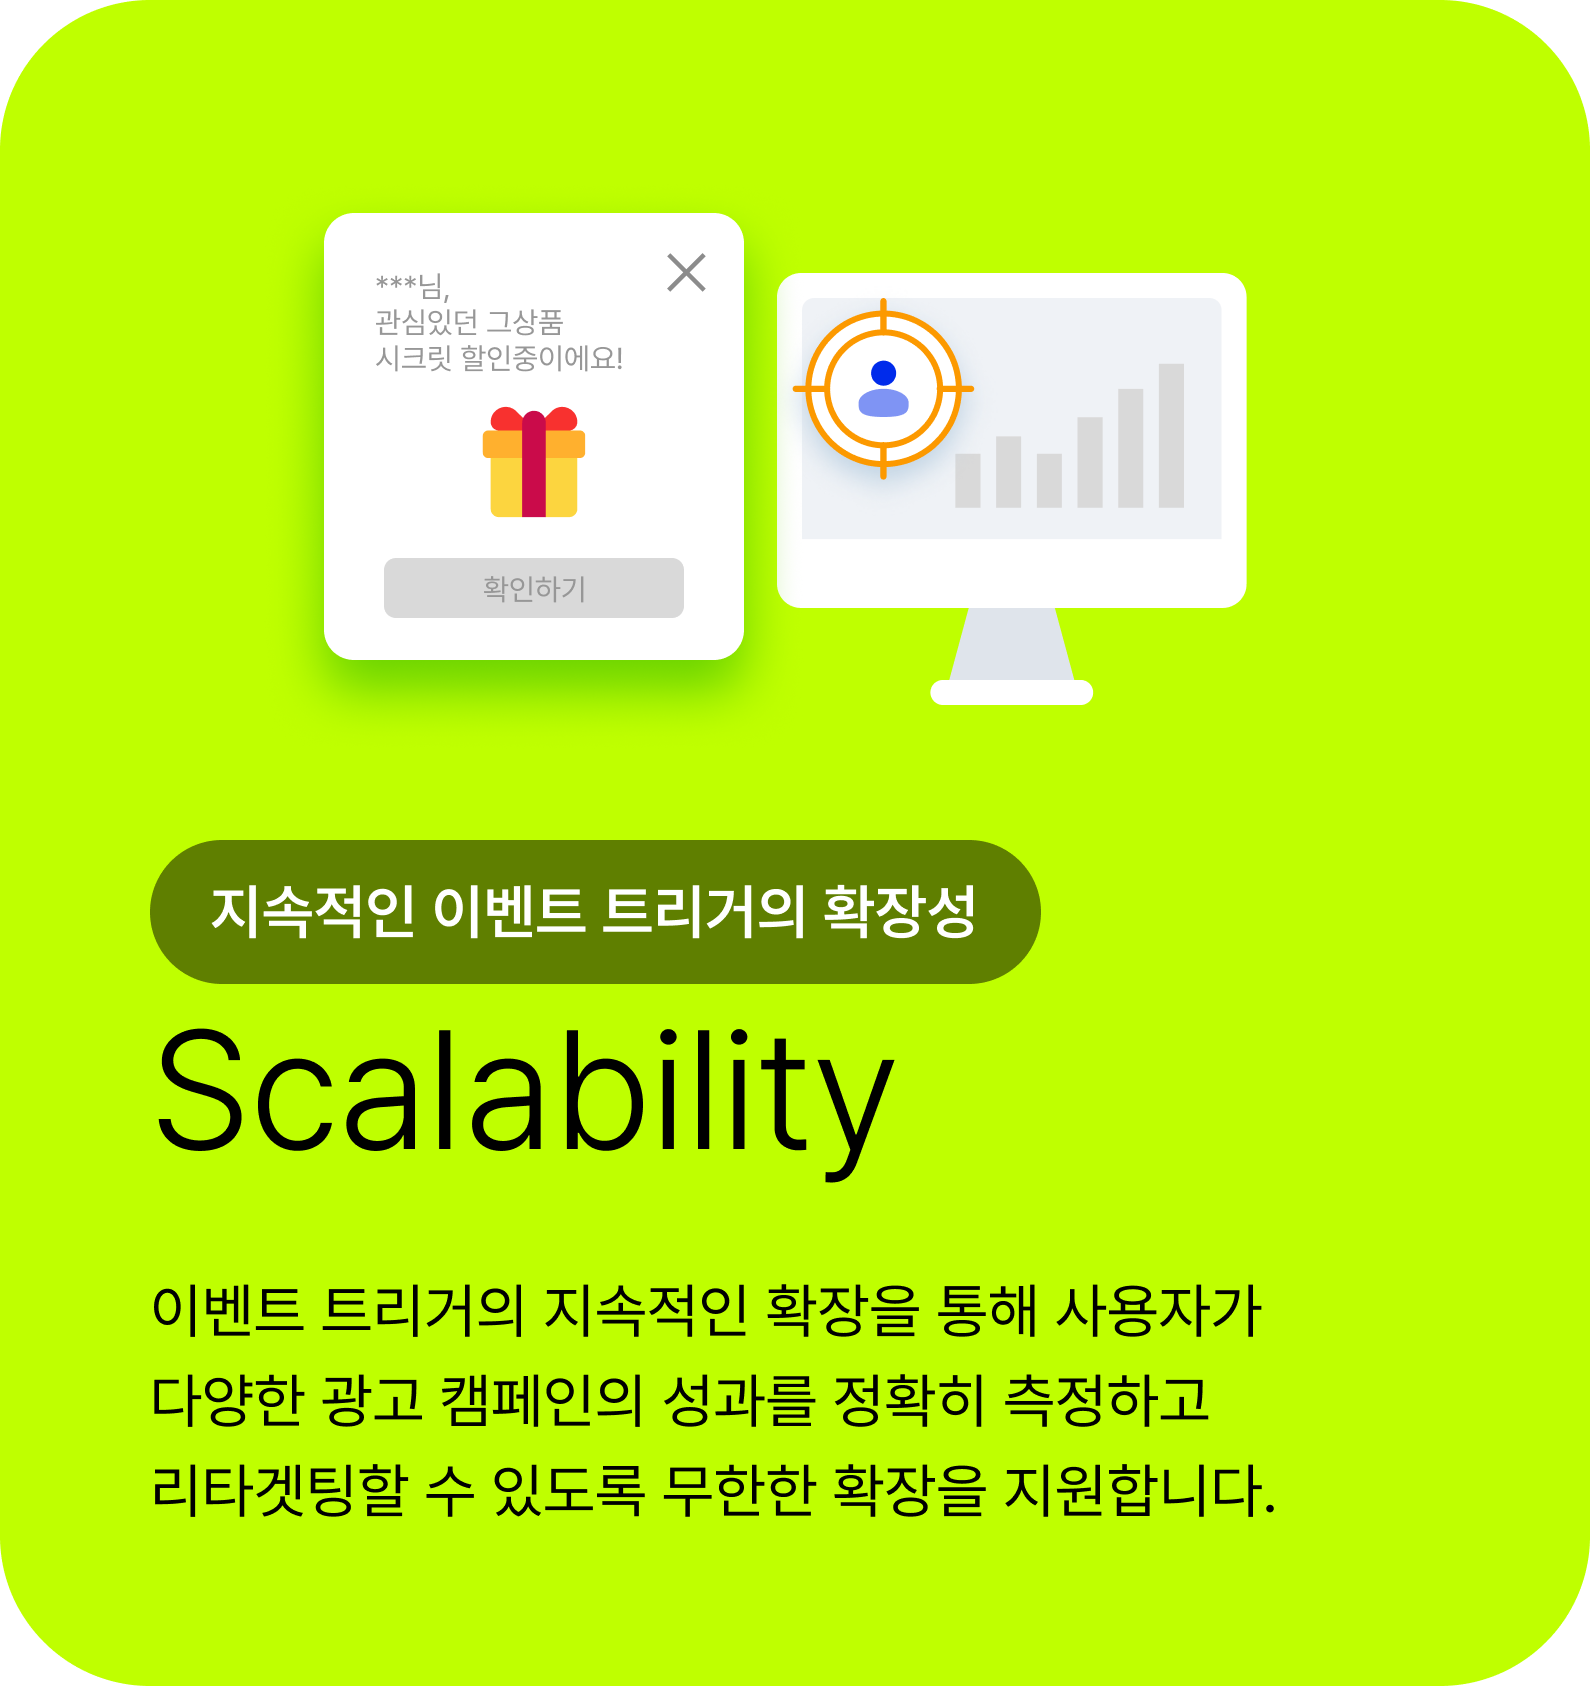 ***님,
관심있던 그상품
시크릿 할인중이에요!
확인하기
지속적인 이벤트 트리거의 확장성
Scalability
이벤트 트리거의 지속적인 확장을 통해 사용자가
다양한 광고 캠페인의 성과를 정확히 측정하고
리타겟팅할 수 있도록 무한한 확장을 지원합니다.